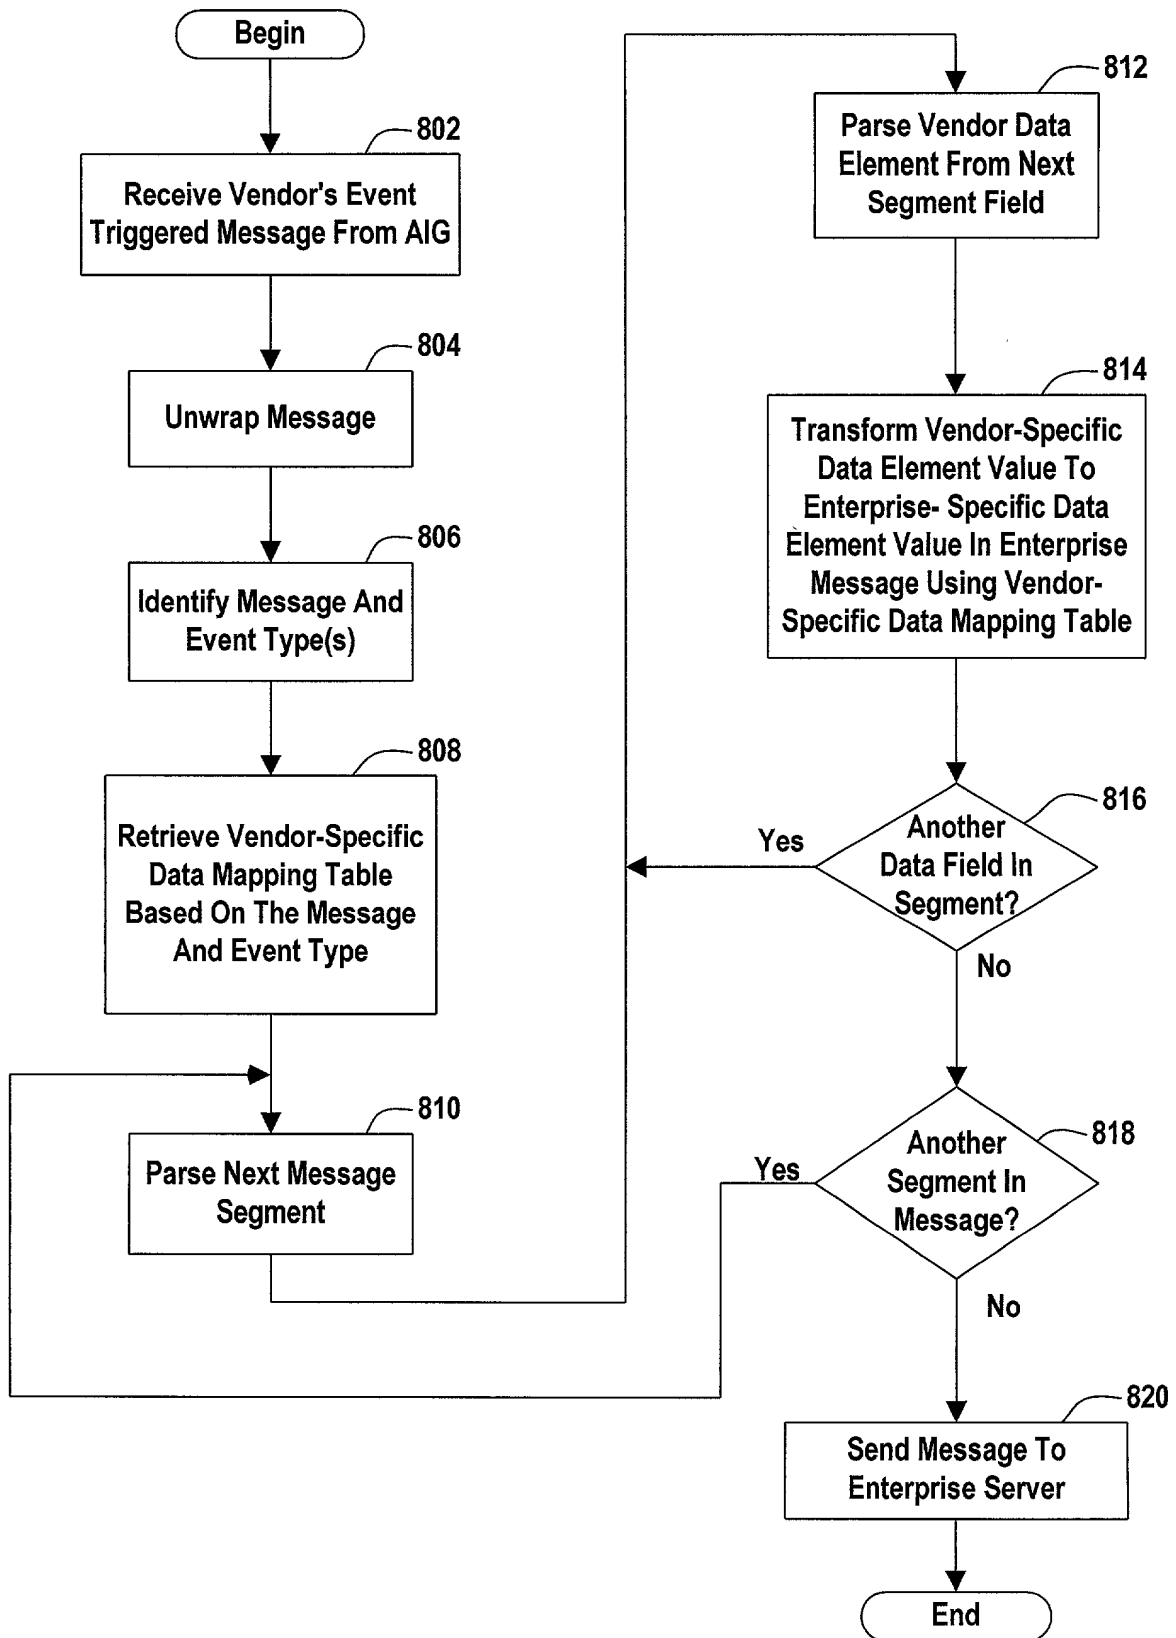 Begin
802
Receive Vendor's Event
Triggered Message From AIG
804
Unwrap Message
806
Identify Message And
Event Type(s)
808
Retrieve Vendor-Specific
Data Mapping Table
Based On The Message
And Event Type
810
Parse Next Message
Segment
812
Parse Vendor Data
Element From Next
Segment Field
814
Transform Vendor-Specific
Data Element Value To
Enterprise- Specific Data
Element Value In Enterprise
Message Using Vendor-
Specific Data Mapping Table
816
Another
Data Field In
Segment?
Yes
No
818
Another
Segment In
Message?
Yes
No
820
Send Message To
Enterprise Server
End